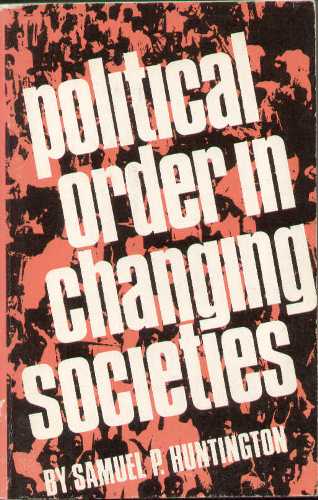 political
order in
changing
societies
BY SAMUEL P. HUNTINGTON